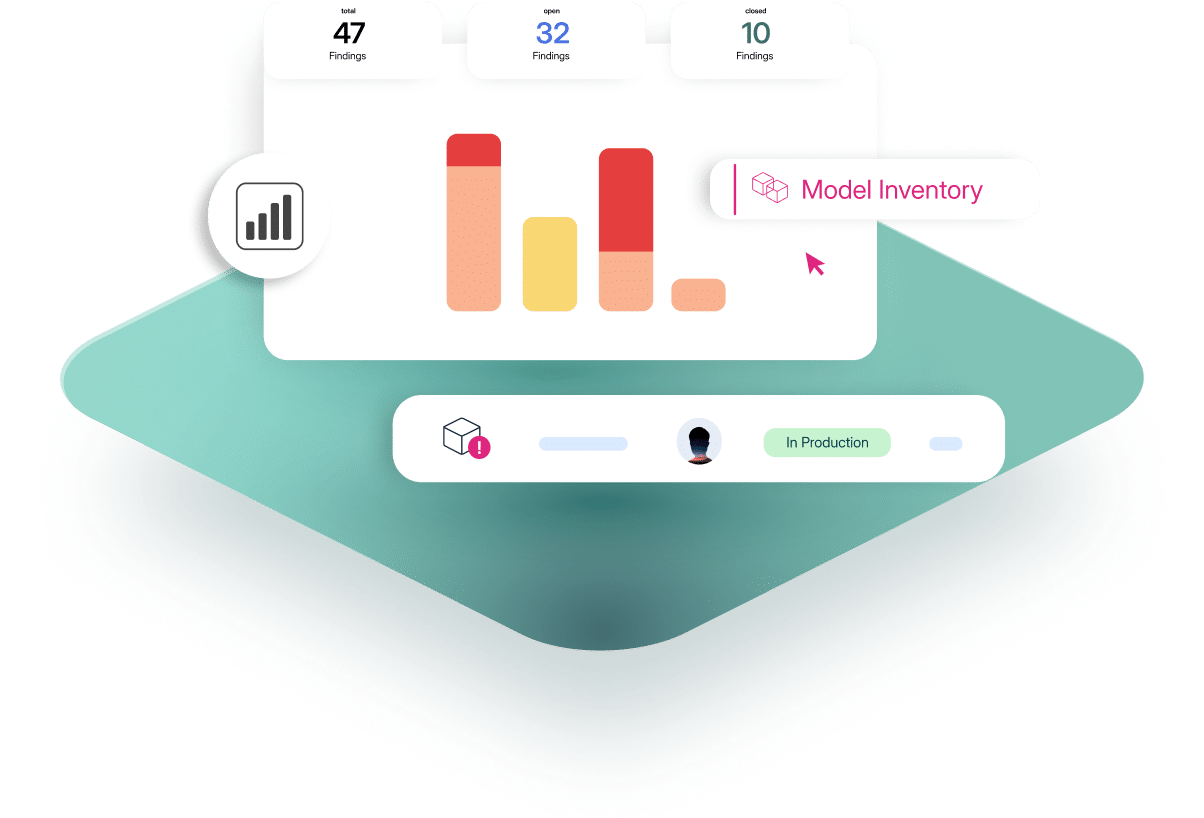 total
47
Findings
open
32
Findings
closed
10
Findings
Model Inventory
In Production